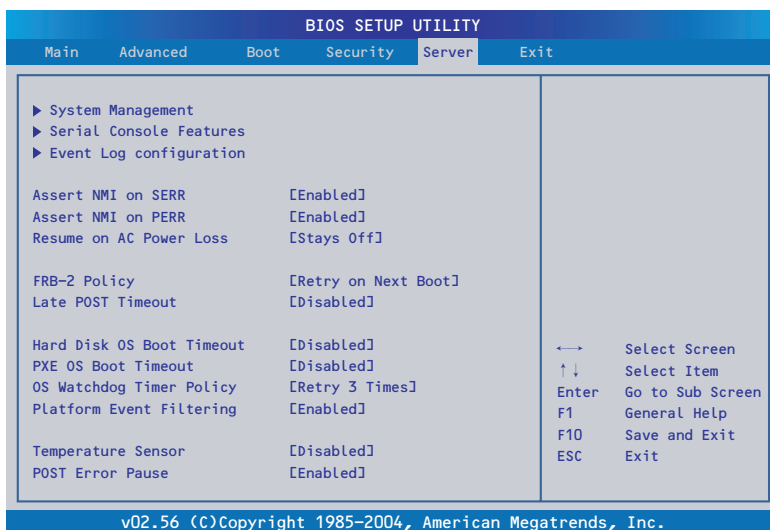 BIOS SETUP UTILITY
Main Advanced Boot Security Server Exit
System Management
Serial Console Features
Event Log configuration
Assert NMI on SERR [Enabled]
Assert NMI on PERR [Enabled]
Resume on AC Power Loss [Stays Off]
FRB-2 Policy [Retry on Next Boot]
Late POST Timeout [Disabled]
Hard Disk OS Boot Timeout [Disabled]
PXE OS Boot Timeout [Disabled]
OS Watchdog Timer Policy [Retry 3 Times]
Platform Event Filtering [Enabled]
Temperature Sensor [Disabled]
POST Error Pause [Enabled]
←→ Select Screen
↑↓ Select Item
Enter Go to Sub Screen
F1 General Help
F10 Save and Exit
ESC Exit
v02.56 (C)Copyright 1985-2004, American Megatrends, Inc.